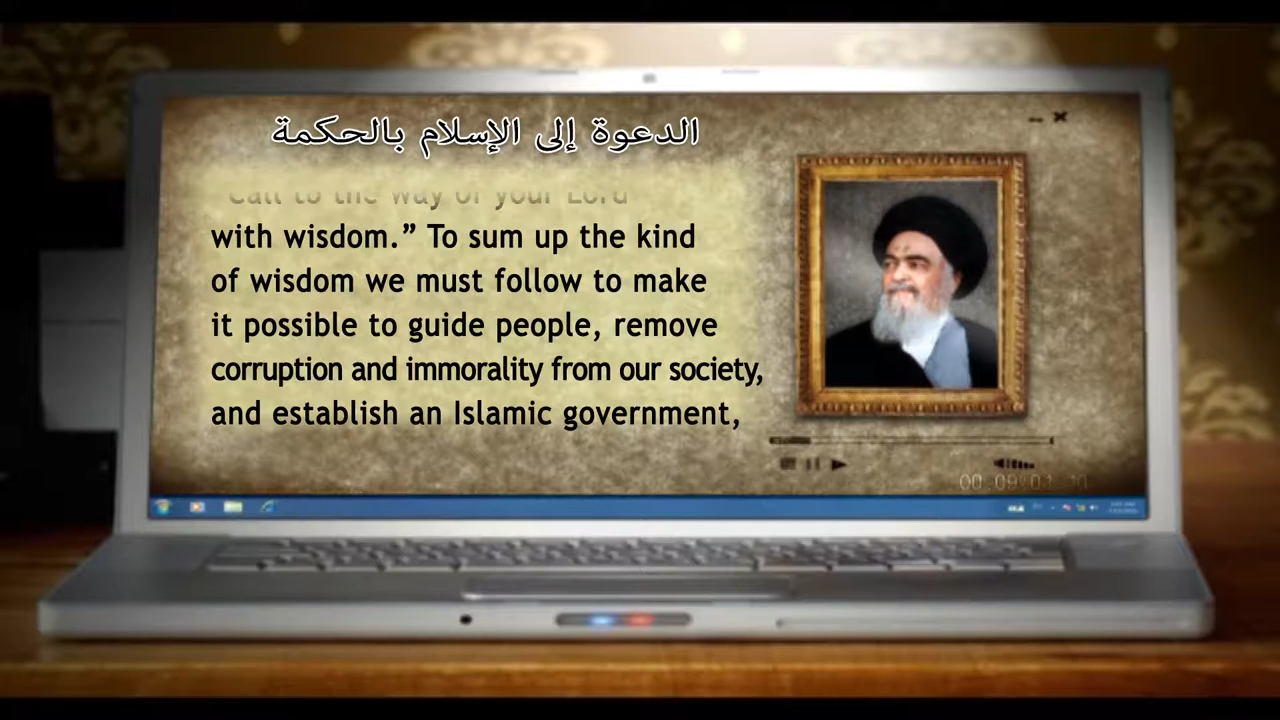 الدعوة إلى الإسلام بالحكمة
“Call to the way of your Lord
with wisdom.” To sum up the kind
of wisdom we must follow to make
it possible to guide people, remove
corruption and immorality from our society,
and establish an Islamic government,